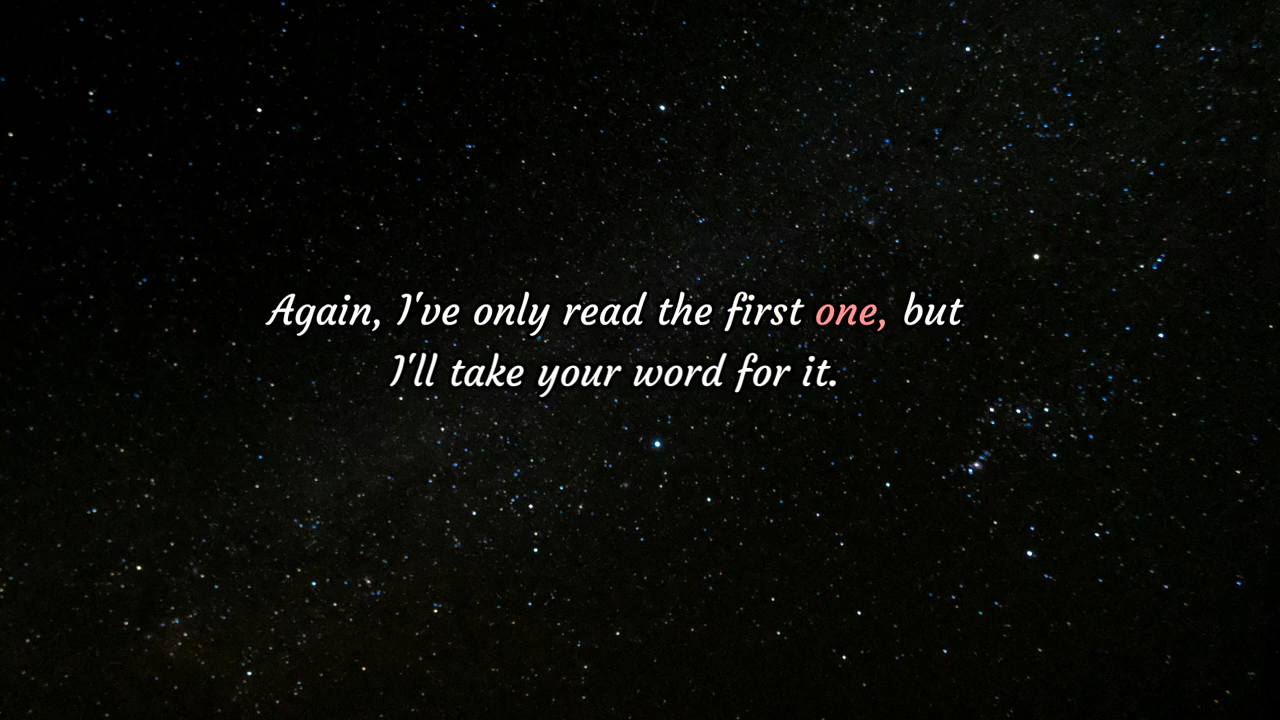 Again, I've only read the first one, but
I'll take your word for it.